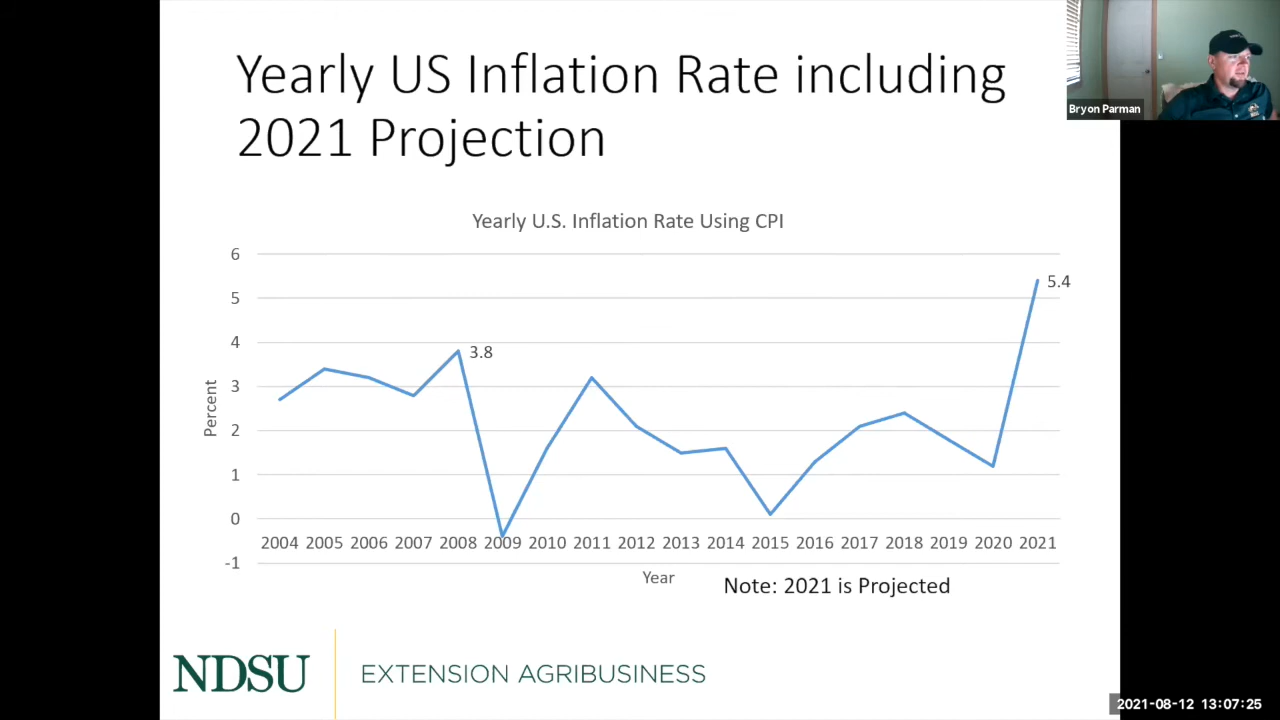 Yearly US Inflation Rate including
2021 Projection
Bryon Parman
Yearly U.S. Inflation Rate Using CPI
6
5
4
3
2
1
0
-1
Percent
3.8
5.4
2004 2005 2006 2007 2008 2009 2010 2011 2012 2013 2014 2015 2016 2017 2018 2019 2020 2021
Year
Note: 2021 is Projected
NDSU
EXTENSION AGRIBUSINESS
2021-08-12 13:07:25